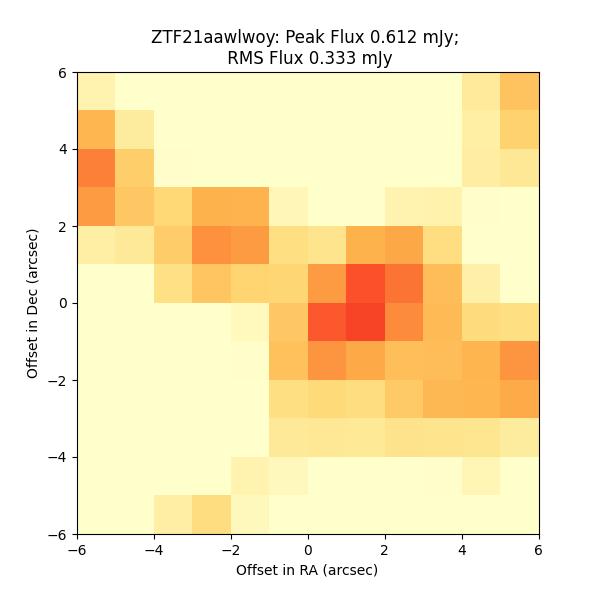 ZTF21aawlwoy: Peak Flux 0.612 mJy;
RMS Flux 0.333 mJy
6
4
2
0
−2
−4
−6
Offset in Dec (arcsec)
−6 −4 −2 0 2 4 6
Offset in RA (arcsec)